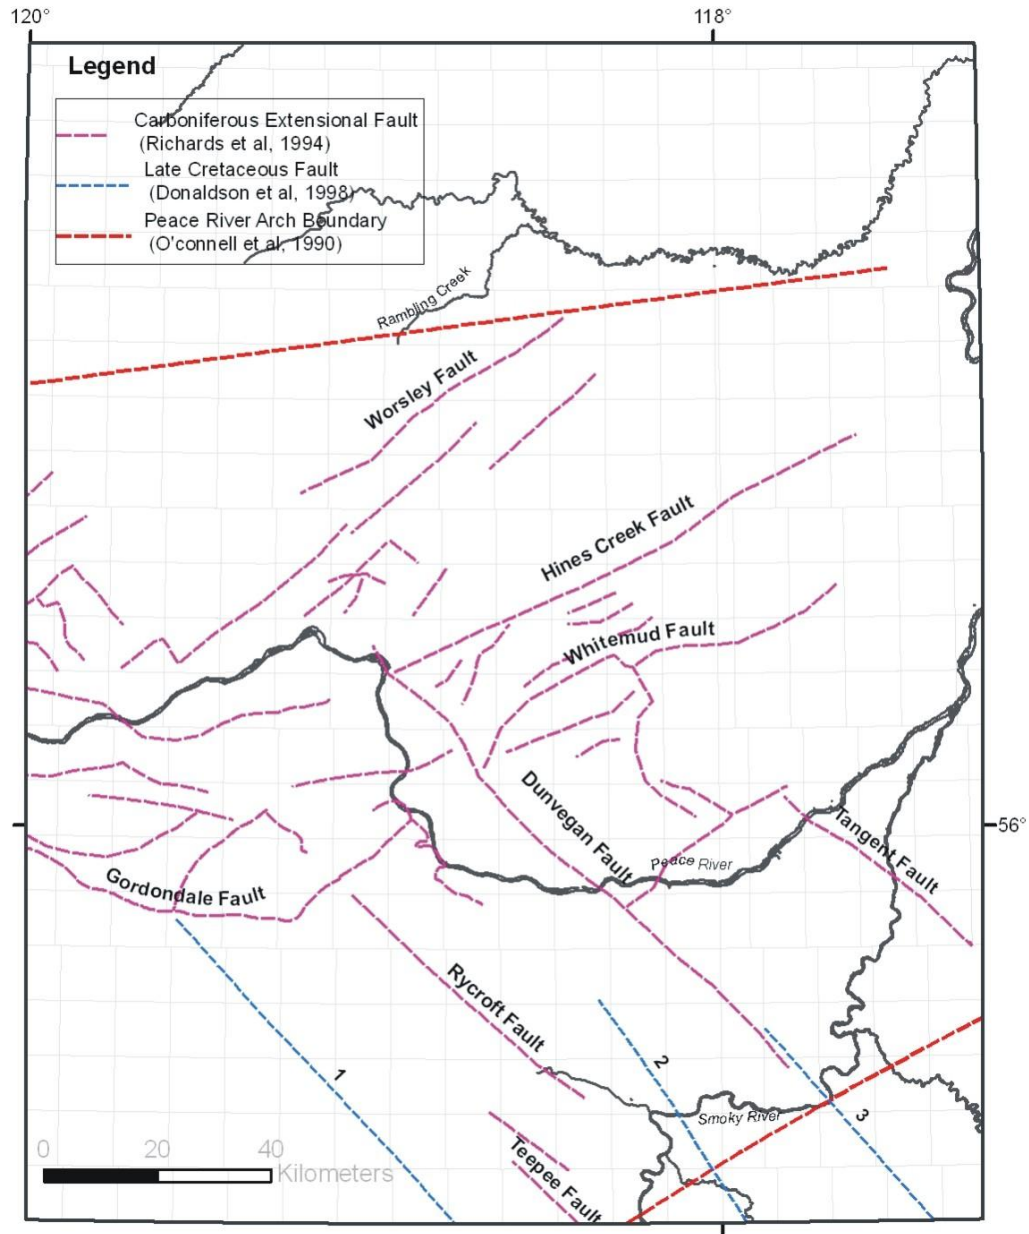 120°
118°
Legend
Carboniferous Extensional Fault
(Richards et al, 1994)
Late Cretaceous Fault
(Donaldson et al, 1998)
Peace River Arch Boundary
(O'connell et al, 1990)
Rambling Creek
Worsley Fault
Hines Creek Fault
Whitemud Fault
Dunvegan Fault
Peace River
Tangent Fault
56°
Gordondale Fault
Rycroft Fault
1
2
3
Smoky River
Teepee Fault
0 20 40
Kilometers